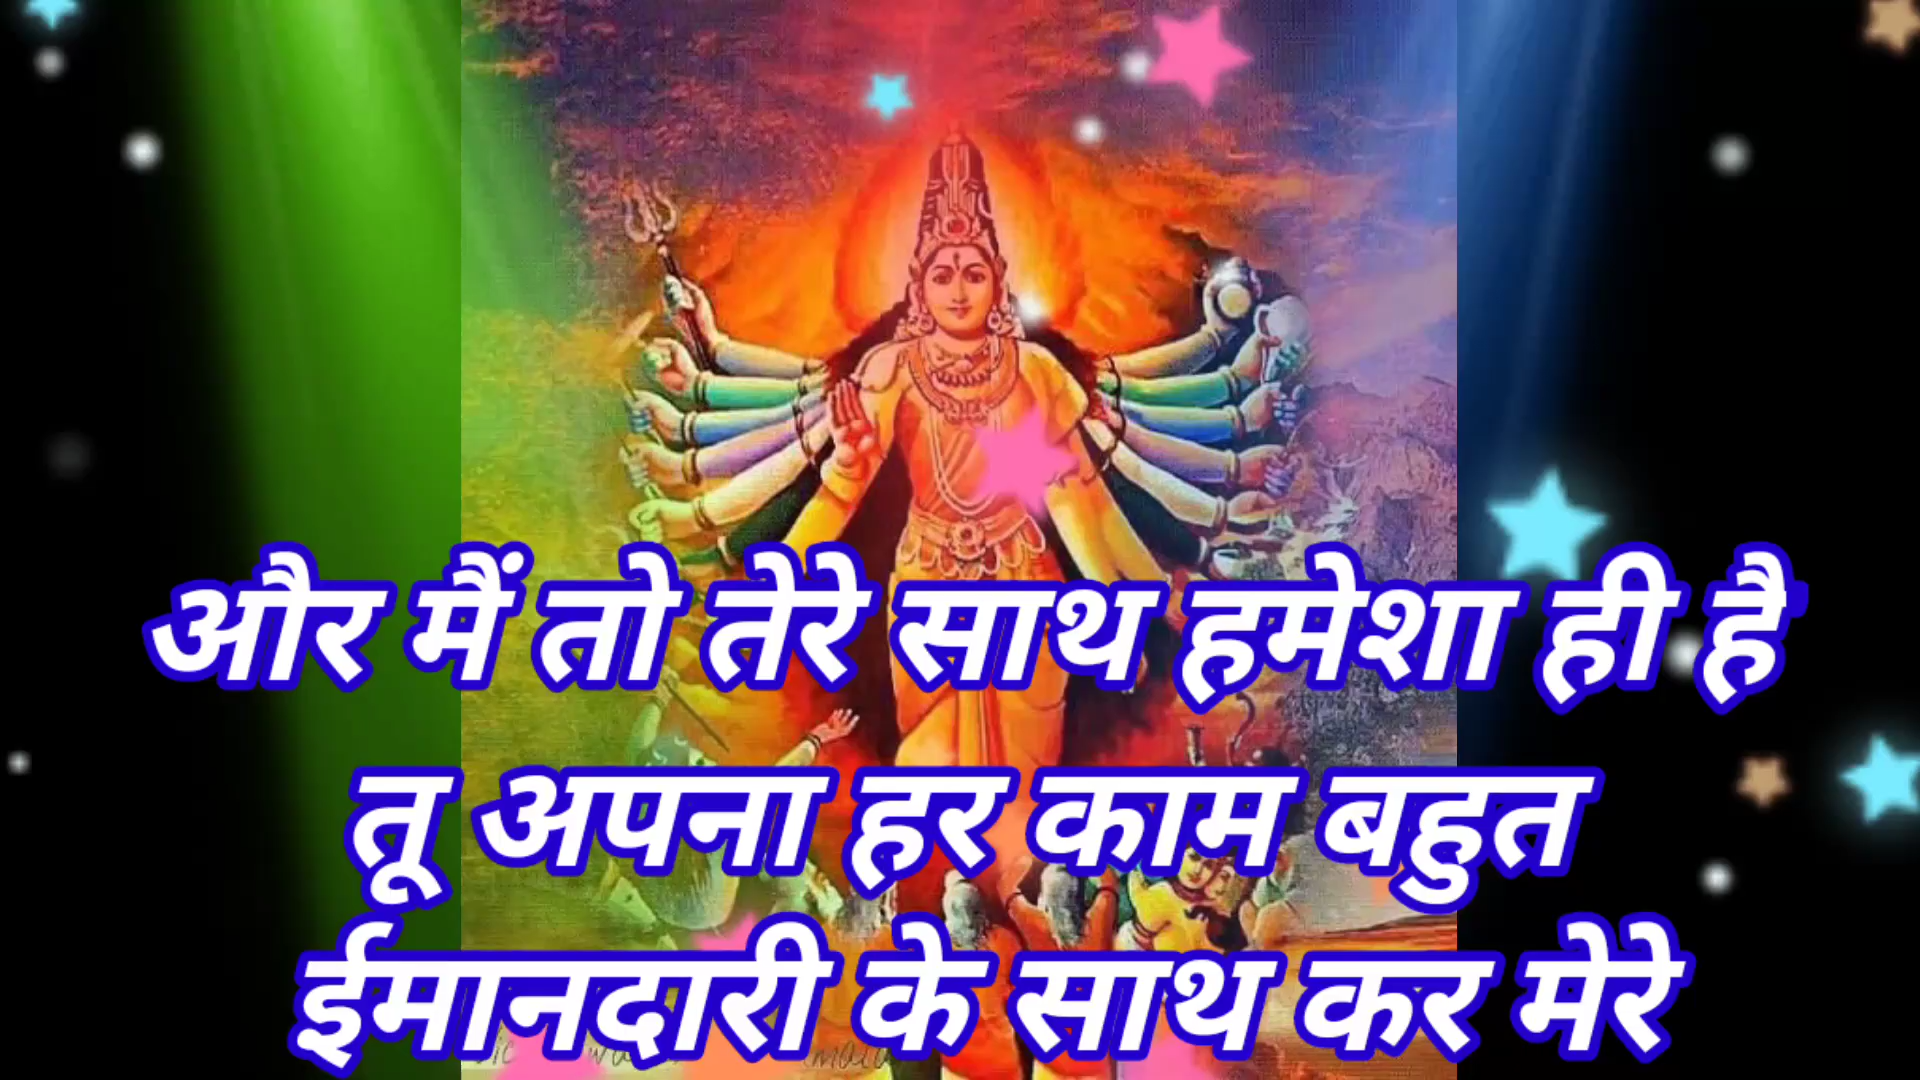 और मैं तो तेरे साथ हमेशा ही है
तू अपना हर काम बहुत
ईमानदारी के साथ कर मेरे